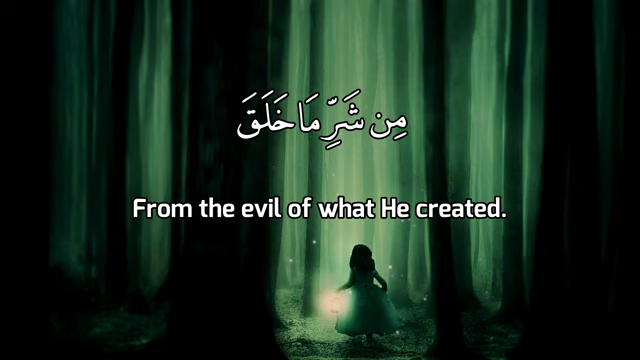 مِن شَرِّ مَا خَلَقَ
From the evil of what He created.